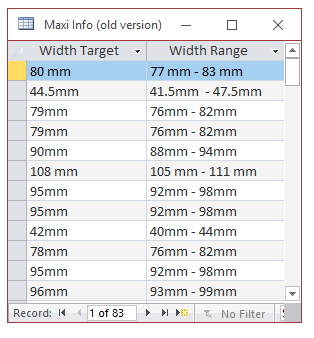 Maxi Info (old version)
Width Target Width Range
80 mm 77 mm - 83 mm
44.5mm 41.5mm - 47.5mm
79mm 76mm - 82mm
79mm 76mm - 82mm
90mm 88mm - 94mm
108 mm 105 mm - 111 mm
95mm 92mm - 98mm
95mm 92mm - 98mm
42mm 40mm - 44mm
78mm 76mm - 82mm
95mm 92mm - 98mm
96mm 93mm - 99mm
Record: 1 of 83 No Filter